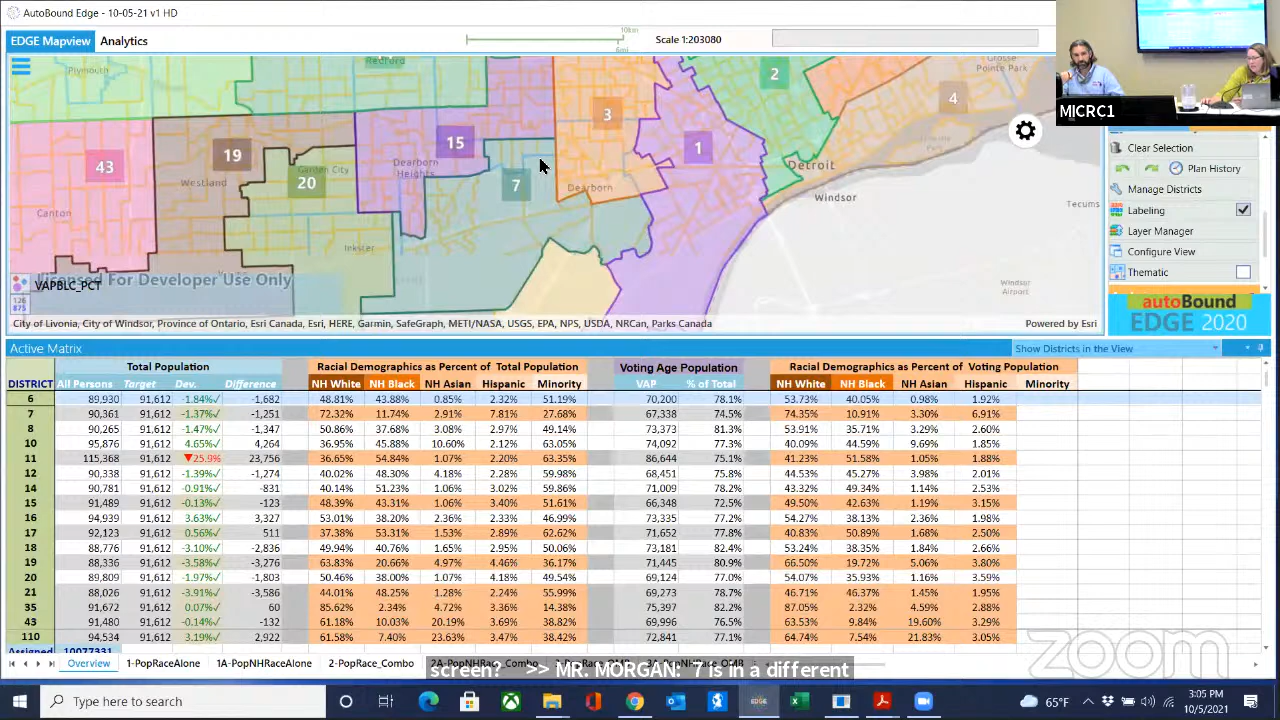 AutoBound Edge - 10-05-21 v1 HD
EDGE Mapview Analytics
10km
6mi
Scale 1:203080
MICRC1
Plymouth
Redford
Grosse Pointe Park
2
3
4
15
1
43
19
20
7
Dearborn Heights
Garden City
Westland
Dearborn
Canton
Inkster
Detroit
Windsor
Tecums
Windsor Airport
Licensed For Developer Use Only
VAPBLC_PCT
City of Livonia, City of Windsor, Province of Ontario, Esri Canada, Esri, HERE, Garmin, SafeGraph, METI/NASA, USGS, EPA, NPS, USDA, NRCan, Parks Canada
Powered by Esri
Clear Selection
Plan History
Manage Districts
Labeling
Layer Manager
Configure View
Thematic
autoBound
EDGE 2020
Active Matrix
Show Districts in the View
Total Population Racial Demographics as Percent of Total Population Voting Age Population Racial Demographics as Percent of Voting Population
DISTRICT All Persons Target Dev. Difference NH White NH Black NH Asian Hispanic Minority VAP % of Total NH White NH Black NH Asian Hispanic Minority
6 89,930 91,612 -1.84%✓ -1,682 48.81% 43.88% 0.85% 2.32% 51.19% 70,200 78.1% 53.73% 40.05% 0.98% 1.92%
7 90,361 91,612 -1.37%✓ -1,251 72.32% 11.74% 2.91% 7.81% 27.68% 67,338 74.5% 74.35% 10.91% 3.30% 6.91%
8 90,265 91,612 -1.47%✓ -1,347 50.86% 37.68% 3.08% 2.97% 49.14% 73,373 81.3% 53.91% 35.71% 3.29% 2.60%
10 95,876 91,612 4.65%✓ 4,264 36.95% 45.88% 10.60% 2.12% 63.05% 74,092 77.3% 40.09% 44.59% 9.69% 1.85%
11 115,368 91,612 ▼25.9% 23,756 36.65% 54.84% 1.07% 2.20% 63.35% 86,644 75.1% 41.23% 51.58% 1.05% 1.88%
12 90,338 91,612 -1.39%✓ -1,274 40.02% 48.30% 4.18% 2.28% 59.98% 68,451 75.8% 44.53% 45.27% 3.98% 2.01%
14 90,781 91,612 -0.91%✓ -831 40.14% 51.23% 1.06% 3.02% 59.86% 71,009 78.2% 43.32% 49.34% 1.14% 2.53%
15 91,489 91,612 -0.13%✓ -123 48.39% 43.31% 1.06% 3.40% 51.61% 66,348 72.5% 49.50% 42.63% 1.19% 3.15%
16 94,939 91,612 3.63%✓ 3,327 53.01% 38.20% 2.36% 2.33% 46.99% 73,335 77.2% 54.27% 38.13% 2.36% 1.98%
17 92,123 91,612 0.56%✓ 511 37.38% 53.31% 1.53% 2.89% 62.62% 71,652 77.8% 40.83% 50.89% 1.68% 2.50%
18 88,776 91,612 -3.10%✓ -2,836 49.94% 40.76% 1.65% 2.95% 50.06% 73,181 82.4% 53.24% 38.35% 1.84% 2.66%
19 88,336 91,612 -3.58%✓ -3,276 63.83% 20.66% 4.97% 4.46% 36.17% 71,445 80.9% 66.50% 19.72% 5.06% 3.80%
20 89,809 91,612 -1.97%✓ -1,803 50.46% 38.00% 1.07% 4.18% 49.54% 69,124 77.0% 54.07% 35.93% 1.16% 3.59%
21 88,026 91,612 -3.91%✓ -3,586 44.01% 48.25% 1.28% 2.24% 55.99% 69,273 78.7% 46.71% 46.37% 1.45% 1.95%
35 91,672 91,612 0.07%✓ 60 85.62% 2.34% 4.72% 3.36% 14.38% 75,397 82.2% 87.05% 2.32% 4.59% 2.88%
43 91,480 91,612 -0.14%✓ -132 61.18% 10.03% 20.19% 3.69% 38.82% 69,996 76.5% 63.53% 9.84% 19.60% 3.29%
110 94,534 91,612 3.19%✓ 2,922 61.58% 7.40% 23.63% 3.47% 38.42% 72,841 77.1% 64.74% 7.54% 21.83% 3.05%
Assigned 10077331
Overview 1-PopRaceAlone 1A-PopNHRaceAlone 2-PopRace_Combo 2A-PopNHRace_Combo
screen? >> MR. MORGAN: 7 is in a different
zoom
Type here to search
65°F
3:05 PM
10/5/2021